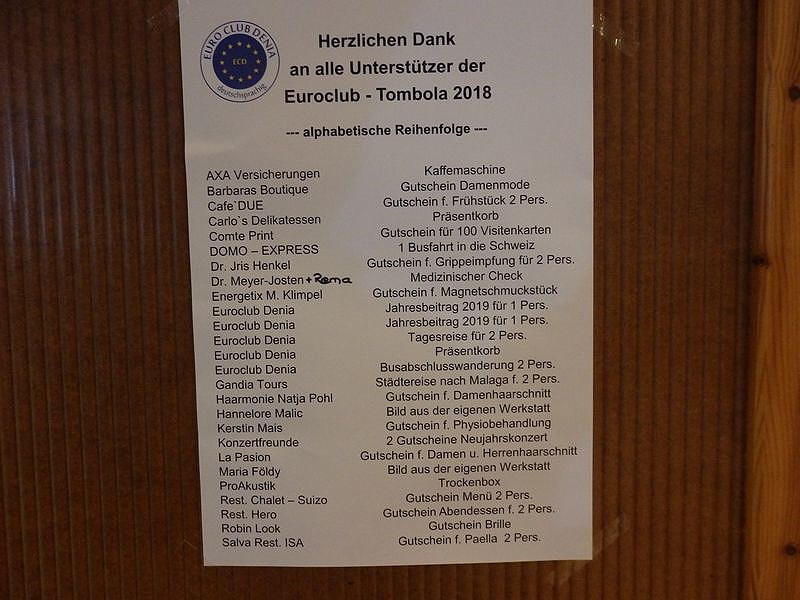 EURO CLUB DENIA
ECD
deutschsprachig
Herzlichen Dank
an alle Unterstützer der
Euroclub - Tombola 2018
--- alphabetische Reihenfolge ---
AXA Versicherungen Kaffemaschine
Barbaras Boutique Gutschein Damenmode
Cafe`DUE Gutschein f. Frühstück 2 Pers.
Carlo`s Delikatessen Präsentkorb
Comte Print Gutschein für 100 Visitenkarten
DOMO – EXPRESS 1 Busfahrt in die Schweiz
Dr. Jris Henkel Gutschein f. Grippeimpfung für 2 Pers.
Dr. Meyer-Josten + Rema Medizinischer Check
Energetix M. Klimpel Gutschein f. Magnetschmuckstück
Euroclub Denia Jahresbeitrag 2019 für 1 Pers.
Euroclub Denia Jahresbeitrag 2019 für 1 Pers.
Euroclub Denia Tagesreise für 2 Pers.
Euroclub Denia Präsentkorb
Euroclub Denia Busabschlusswanderung 2 Pers.
Gandia Tours Städtereise nach Malaga f. 2 Pers.
Haarmonie Natja Pohl Gutschein f. Damenhaarschnitt
Hannelore Malic Bild aus der eigenen Werkstatt
Kerstin Mais Gutschein f. Physiobehandlung
Konzertfreunde 2 Gutscheine Neujahrskonzert
La Pasion Gutschein f. Damen u. Herrenhaarschnitt
Maria Földy Bild aus der eigenen Werkstatt
ProAkustik Trockenbox
Rest. Chalet – Suizo Gutschein Menü 2 Pers.
Rest. Hero Gutschein Abendessen f. 2 Pers.
Robin Look Gutschein Brille
Salva Rest. ISA Gutschein f. Paella 2 Pers.